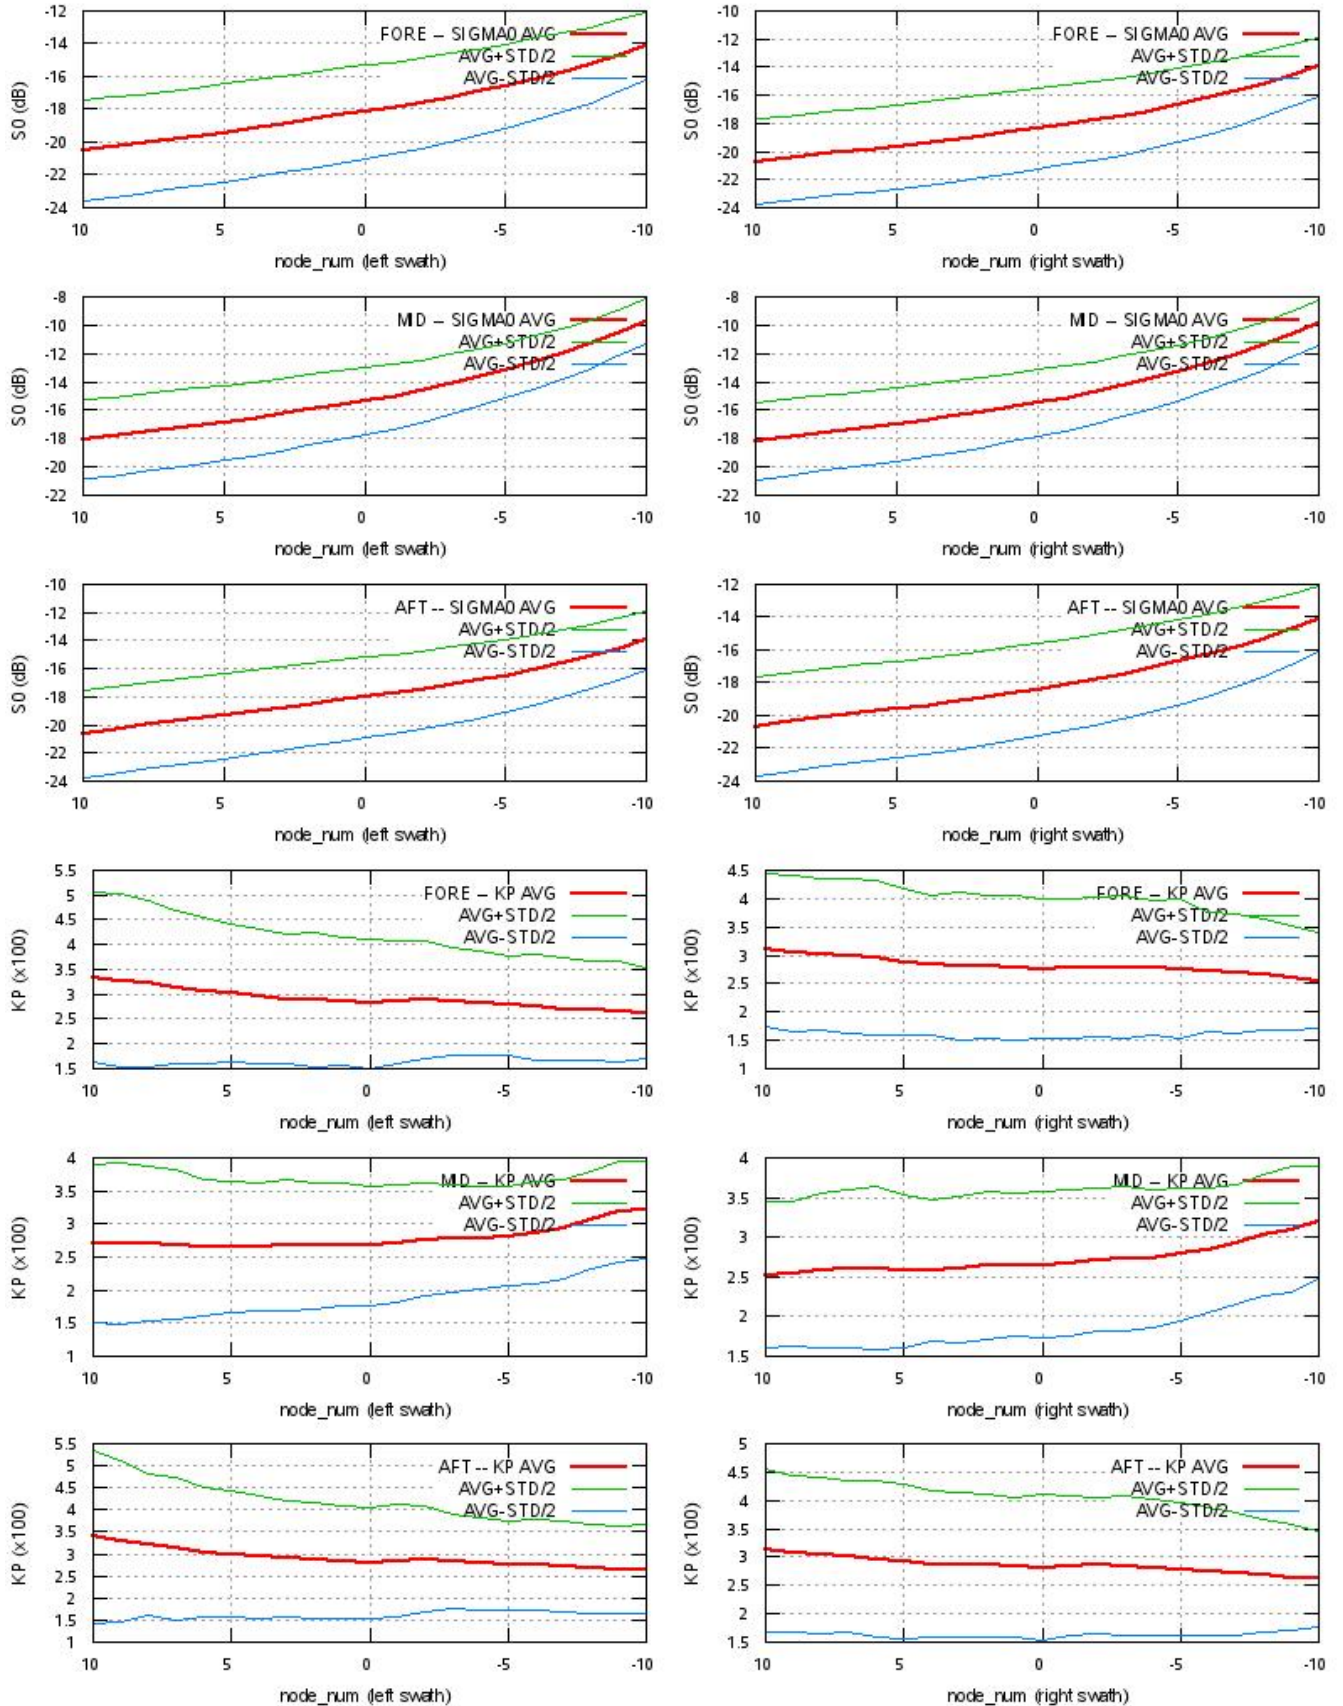 -12
-14
-16
-18
-20
-22
-24
S0 (dB)
FORE – SIGMA0 AVG
AVG+STD/2
AVG-STD/2
10 5 0 -5 -10
node_num (left swath)
-10
-12
-14
-16
-18
-20
-22
-24
S0 (dB)
FORE – SIGMA0 AVG
AVG+STD/2
AVG-STD/2
10 5 0 -5 -10
node_num (right swath)
-8
-10
-12
-14
-16
-18
-20
-22
S0 (dB)
MID – SIGMA0 AVG
AVG+STD/2
AVG-STD/2
10 5 0 -5 -10
node_num (left swath)
-8
-10
-12
-14
-16
-18
-20
-22
S0 (dB)
MID – SIGMA0 AVG
AVG+STD/2
AVG-STD/2
10 5 0 -5 -10
node_num (right swath)
-10
-12
-14
-16
-18
-20
-22
-24
S0 (dB)
AFT -- SIGMA0 AVG
AVG+STD/2
AVG-STD/2
10 5 0 -5 -10
node_num (left swath)
-12
-14
-16
-18
-20
-22
-24
S0 (dB)
AFT -- SIGMA0 AVG
AVG+STD/2
AVG-STD/2
10 5 0 -5 -10
node_num (right swath)
5.5
5
4.5
4
3.5
3
2.5
2
1.5
KP (x100)
FORE – KP AVG
AVG+STD/2
AVG-STD/2
10 5 0 -5 -10
node_num (left swath)
4.5
4
3.5
3
2.5
2
1.5
1
KP (x100)
FORE – KP AVG
AVG+STD/2
AVG-STD/2
10 5 0 -5 -10
node_num (right swath)
4
3.5
3
2.5
2
1.5
1
KP (x100)
MID – KP AVG
AVG+STD/2
AVG-STD/2
10 5 0 -5 -10
node_num (left swath)
4
3.5
3
2.5
2
1.5
KP (x100)
MID – KP AVG
AVG+STD/2
AVG-STD/2
10 5 0 -5 -10
node_num (right swath)
5.5
5
4.5
4
3.5
3
2.5
2
1.5
1
KP (x100)
AFT -- KP AVG
AVG+STD/2
AVG-STD/2
10 5 0 -5 -10
node_num (left swath)
5
4.5
4
3.5
3
2.5
2
1.5
KP (x100)
AFT -- KP AVG
AVG+STD/2
AVG-STD/2
10 5 0 -5 -10
node_num (right swath)